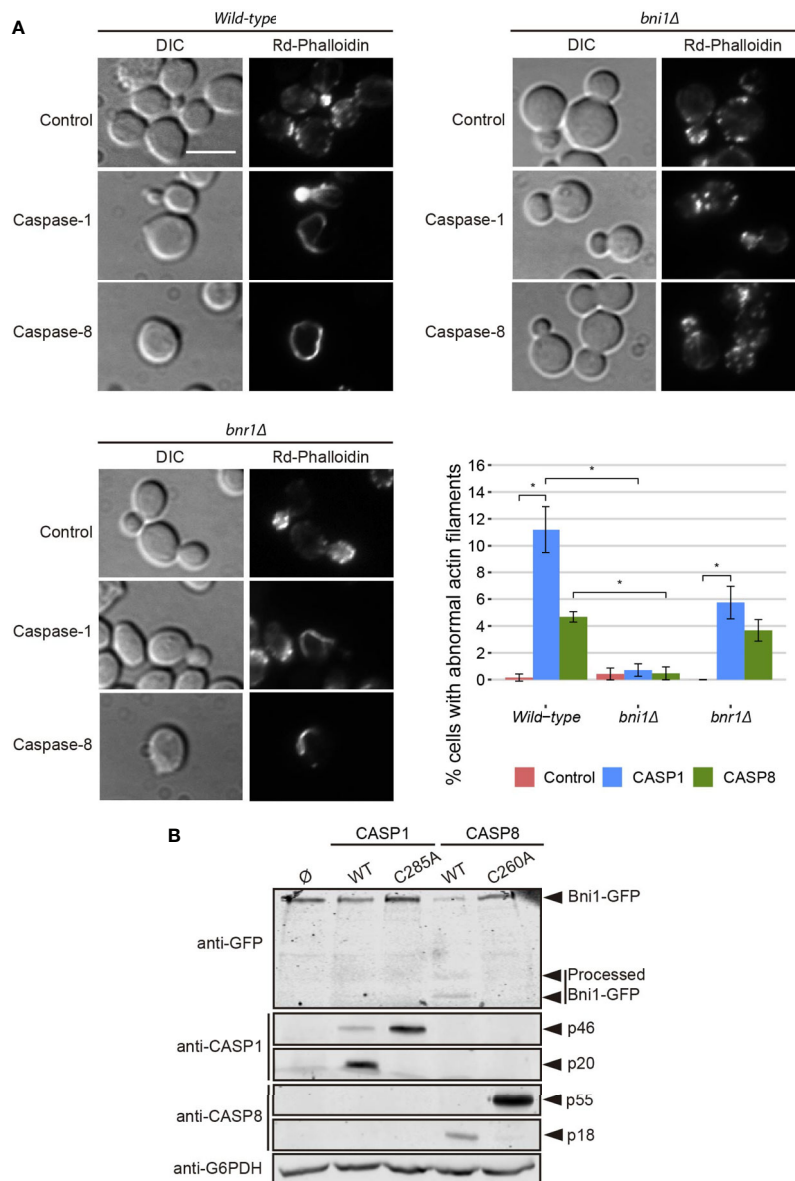 A
Wild-type
DIC Rd-Phalloidin
Control
Caspase-1
Caspase-8
bni1Δ
DIC Rd-Phalloidin
Control
Caspase-1
Caspase-8
bnr1Δ
DIC Rd-Phalloidin
Control
Caspase-1
Caspase-8
% cells with abnormal actin filaments
16
14
12
10
8
6
4
2
0
* * * *
Wild-type bni1Δ bnr1Δ
Control CASP1 CASP8
B
CASP1 CASP8
Ø WT C285A WT C260A
anti-GFP
Bni1-GFP
Processed
Bni1-GFP
anti-CASP1
p46
p20
anti-CASP8
p55
p18
anti-G6PDH